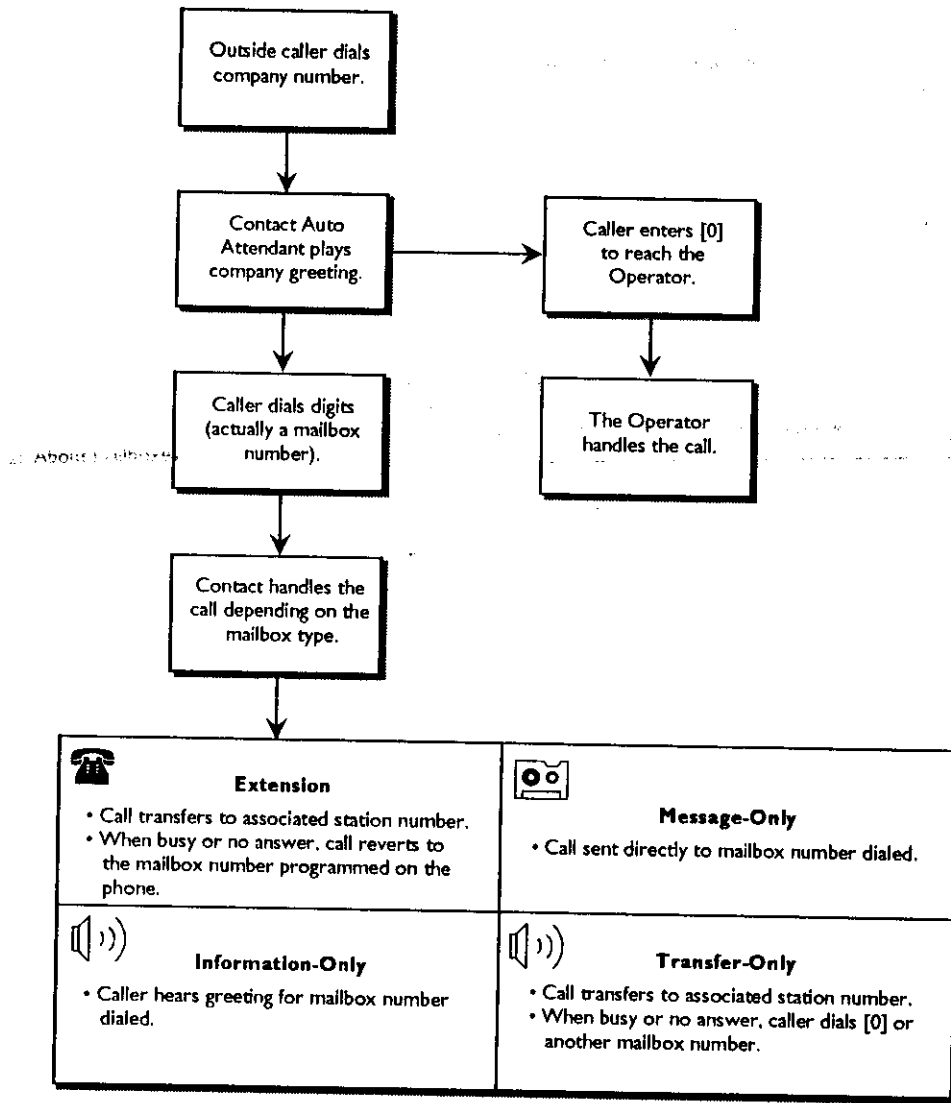 Outside caller dials
company number.
Contact Auto
Attendant plays
company greeting.
Caller enters [0]
to reach the
Operator.
Caller dials digits
(actually a mailbox
number).
The Operator
handles the call.
Contact handles the
call depending on the
mailbox type.
Extension
• Call transfers to associated station number.
• When busy or no answer, call reverts to
the mailbox number programmed on the
phone.
Message-Only
• Call sent directly to mailbox number dialed.
Information-Only
• Caller hears greeting for mailbox number
dialed.
Transfer-Only
• Call transfers to associated station number.
• When busy or no answer, caller dials [0] or
another mailbox number.